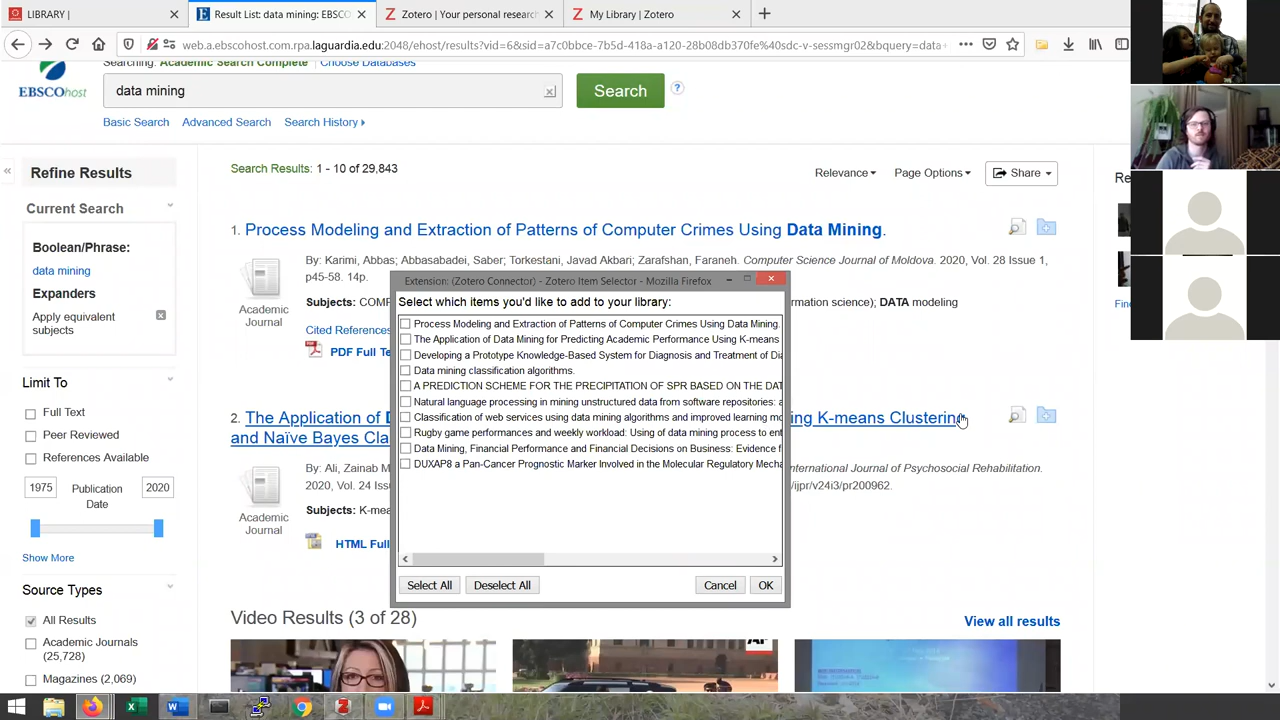 LIBRARY |
Result List: data mining: EBSCO
Zotero | Your personal research
My Library | Zotero
web.a.ebscohost.com.rpa.laguardia.edu:2048/ehost/results?vid=6&sid=a7c0bbce-7b5d-418a-a120-28b08db370fe%40sdc-v-sessmgr02&bquery=data
Searching: Academic Search Complete Choose Databases
EBSCOhost
data mining
Search
Basic Search Advanced Search Search History
Refine Results
Current Search
Boolean/Phrase:
data mining
Expanders
Apply equivalent
subjects
Limit To
Full Text
Peer Reviewed
References Available
1975 Publication Date 2020
Show More
Source Types
All Results
Academic Journals
(25,728)
Magazines (2,069)
Search Results: 1 - 10 of 29,843
Relevance Page Options Share
1. Process Modeling and Extraction of Patterns of Computer Crimes Using Data Mining.
By: Karimi, Abbas; Abbasabadei, Saber; Torkestani, Javad Akbari; Zarafshan, Faraneh. Computer Science Journal of Moldova. 2020, Vol. 28 Issue 1,
p45-58. 14p.
Academic
Journal
Subjects: COM
rmation science); DATA modeling
Cited References
PDF Full Te
Extension: (Zotero Connector) - Zotero Item Selector - Mozilla Firefox
Select which items you'd like to add to your library:
Process Modeling and Extraction of Patterns of Computer Crimes Using Data Mining.
The Application of Data Mining for Predicting Academic Performance Using K-means
Developing a Prototype Knowledge-Based System for Diagnosis and Treatment of Dia
Data mining classification algorithms.
A PREDICTION SCHEME FOR THE PRECIPITATION OF SPR BASED ON THE DAT
Natural language processing in mining unstructured data from software repositories: a
Classification of web services using data mining algorithms and improved learning mo
Rugby game performances and weekly workload: Using of data mining process to ent
Data Mining, Financial Performance and Financial Decisions on Business: Evidence f
DUXAP8 a Pan-Cancer Prognostic Marker Involved in the Molecular Regulatory Mecha
Select All Deselect All Cancel OK
2. The Application of D
ing K-means Clustering
and Naïve Bayes Cla
By: Ali, Zainab M
nternational Journal of Psychosocial Rehabilitation.
2020, Vol. 24 Iss
/ijpr/v24i3/pr200962.
Academic
Journal
Subjects: K-mea
HTML Full
Video Results (3 of 28)
View all results
AP
Re
Fin